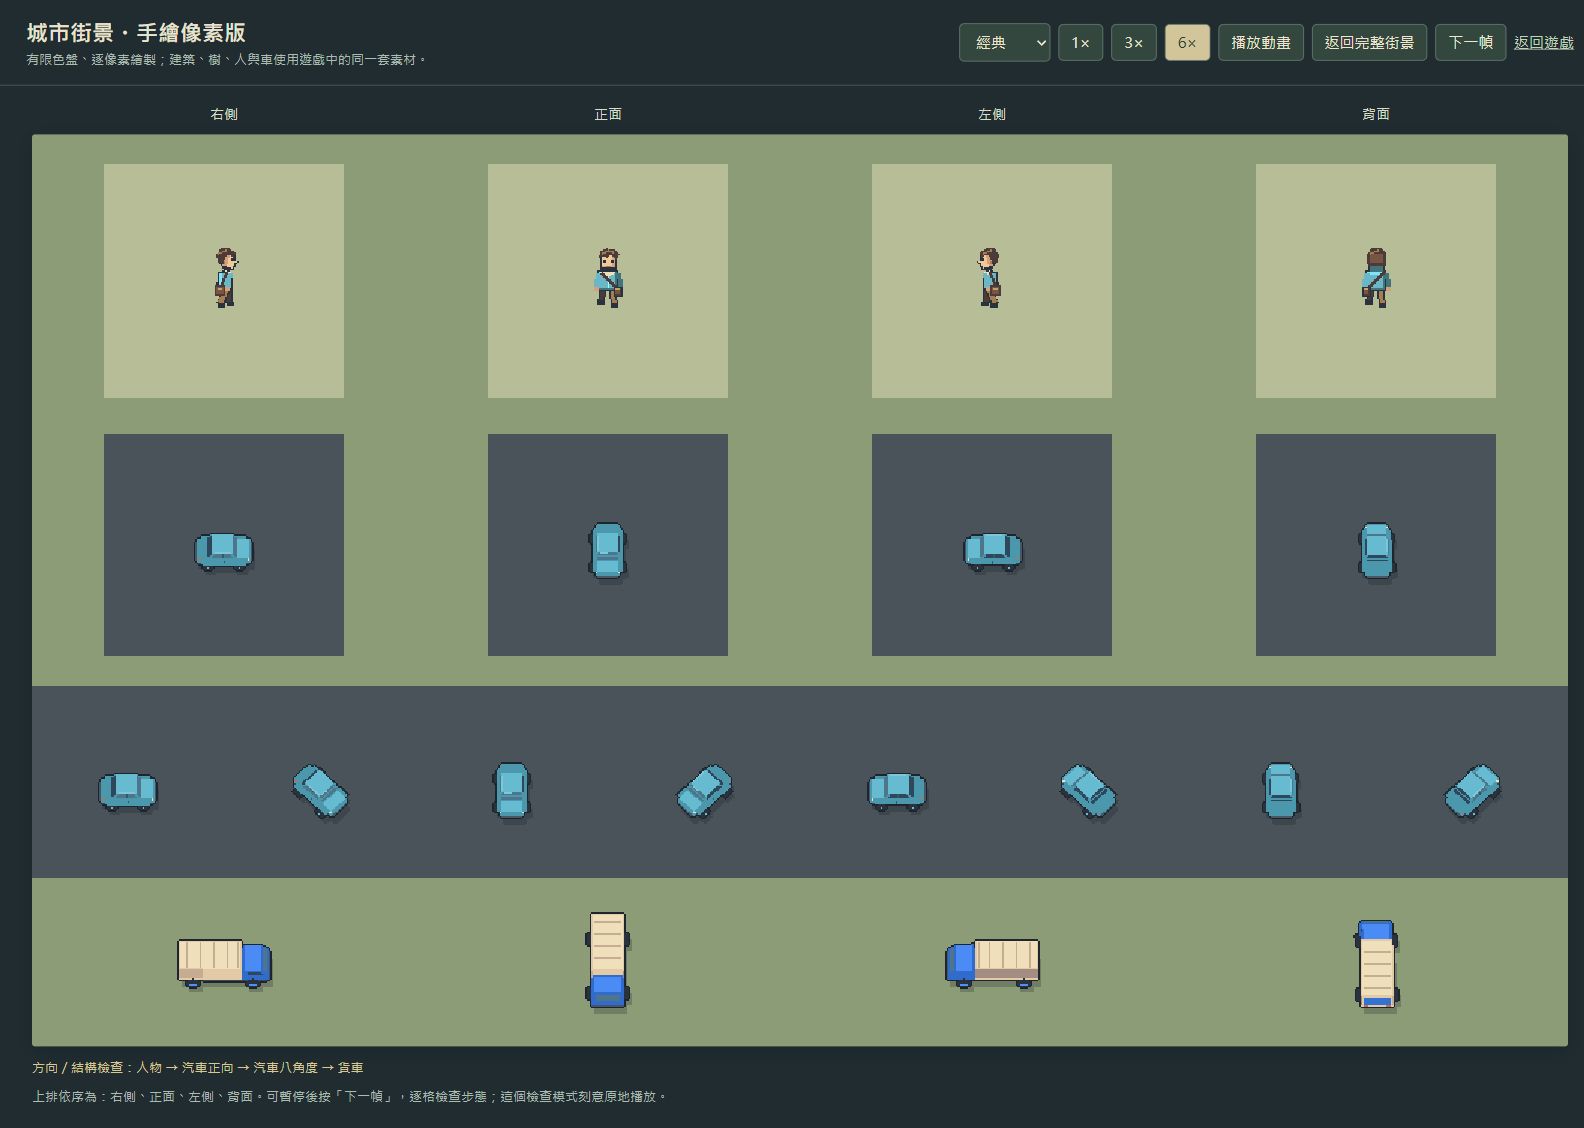 城市街景・手繪像素版
有限色盤、逐像素繪製；建築、樹、人與車使用遊戲中的同一套素材。
經典 1× 3× 6× 播放動畫 返回完整街景 下一幀 返回遊戲
右側 正面 左側 背面
方向 / 結構檢查：人物 → 汽車正向 → 汽車八角度 → 貨車
上排依序為：右側、正面、左側、背面。可暫停後按「下一幀」，逐格檢查步態；這個檢查模式刻意原地播放。